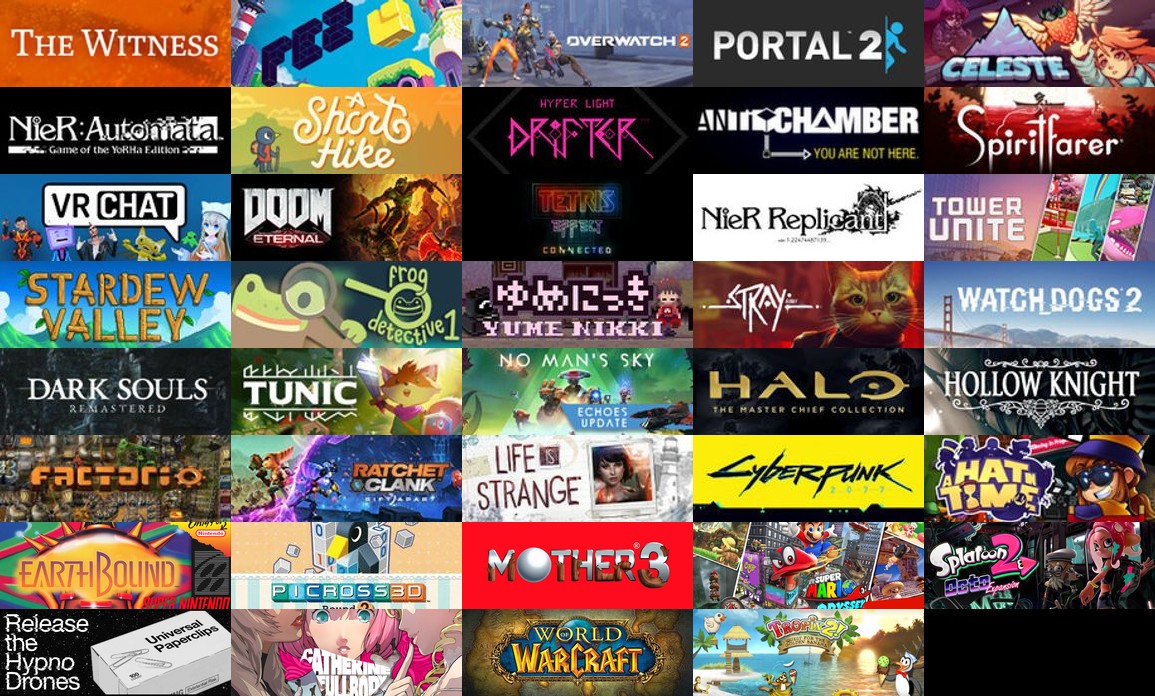 THE WITNESS
FEZ
OVERWATCH 2
PORTAL 2
CELESTE
NieR:Automata
Game of the YoRHa Edition
A
Short
Hike
HYPER LIGHT
DRIFTER
ANTICHAMBER
YOU ARE NOT HERE.
Spiritfarer
VR CHAT
DOOM
ETERNAL
TETRIS
EFFECT
CONNECTED
NieR Replicant
ver.1.22474487139...
TOWER
UNITE
STARDEW
VALLEY
frog
detective 1
ゆめにっき
YUME NIKKI
STRAY
WATCH_DOGS 2
DARK SOULS
REMASTERED
TUNIC
NO MAN'S SKY
ECHOES
UPDATE
HALO
THE MASTER CHIEF COLLECTION
HOLLOW KNIGHT
FACTORIO
RATCHET
& CLANK
RIFT APART
LIFE IS
STRANGE
CYBERPUNK
2077
A HAT IN
TIME
EARTHBOUND
Nintendo
SUPER NINTENDO
PICROSS 3D
Round 2
MOTHER 3
SUPER
MARIO
ODYSSEY
Splatoon 2
Octo Expansion
Release
the
Hypno
Drones
Universal
Paperclips
100
CATHERINE
FULL BODY
WORLD
OF
WARCRAFT
Tropix 2!